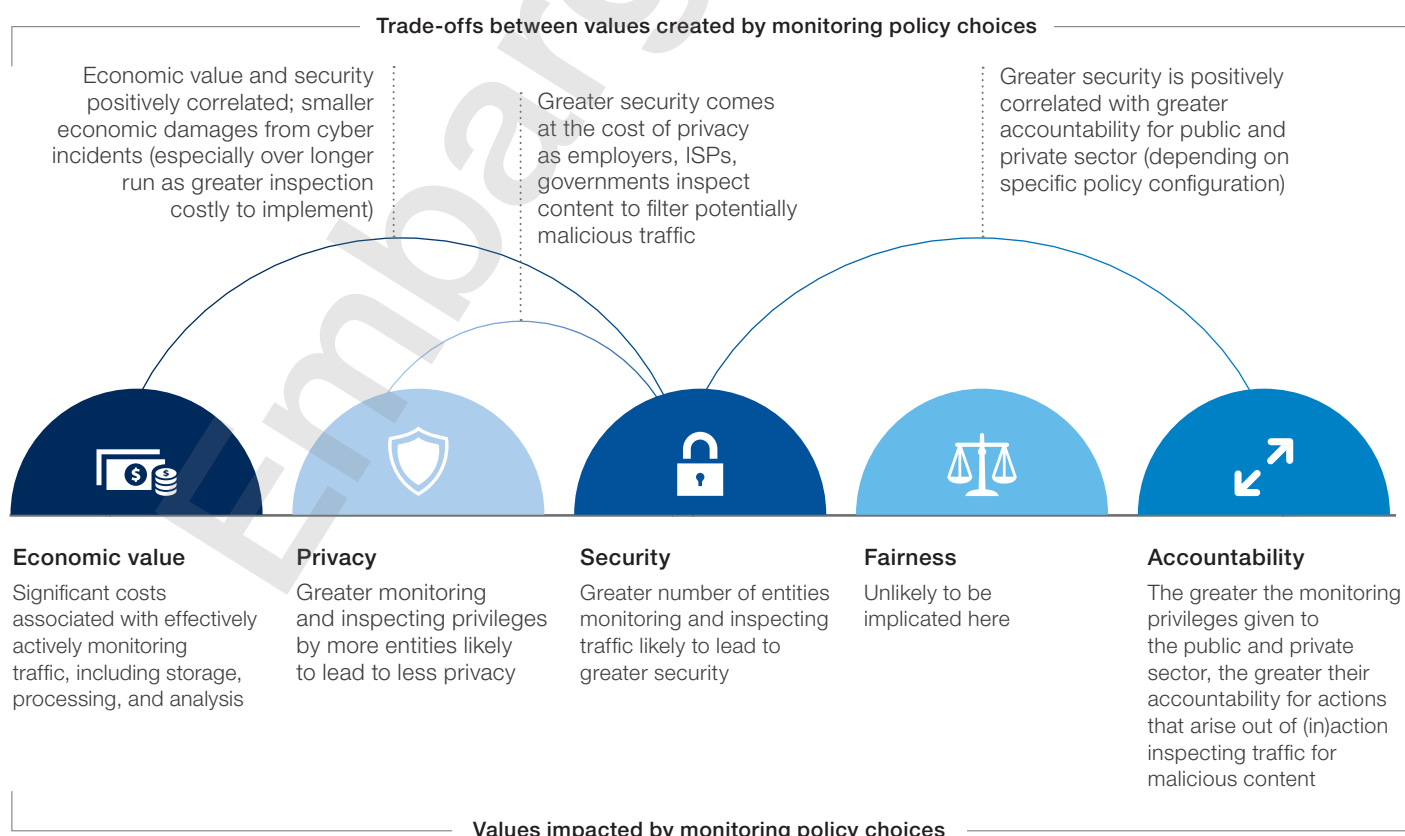 Trade-offs between values created by monitoring policy choices
Economic value and security
positively correlated; smaller
economic damages from cyber
incidents (especially over longer
run as greater inspection
costly to implement)
Greater security comes
at the cost of privacy
as employers, ISPs,
governments inspect
content to filter potentially
malicious traffic
Greater security is positively
correlated with greater
accountability for public and
private sector (depending on
specific policy configuration)
Economic value
Significant costs
associated with effectively
actively monitoring
traffic, including storage,
processing, and analysis
Privacy
Greater monitoring
and inspecting privileges
by more entities likely
to lead to less privacy
Security
Greater number of entities
monitoring and inspecting
traffic likely to lead to
greater security
Fairness
Unlikely to be
implicated here
Accountability
The greater the monitoring
privileges given to
the public and private
sector, the greater their
accountability for actions
that arise out of (in)action
inspecting traffic for
malicious content
Values impacted by monitoring policy choices
Embarg